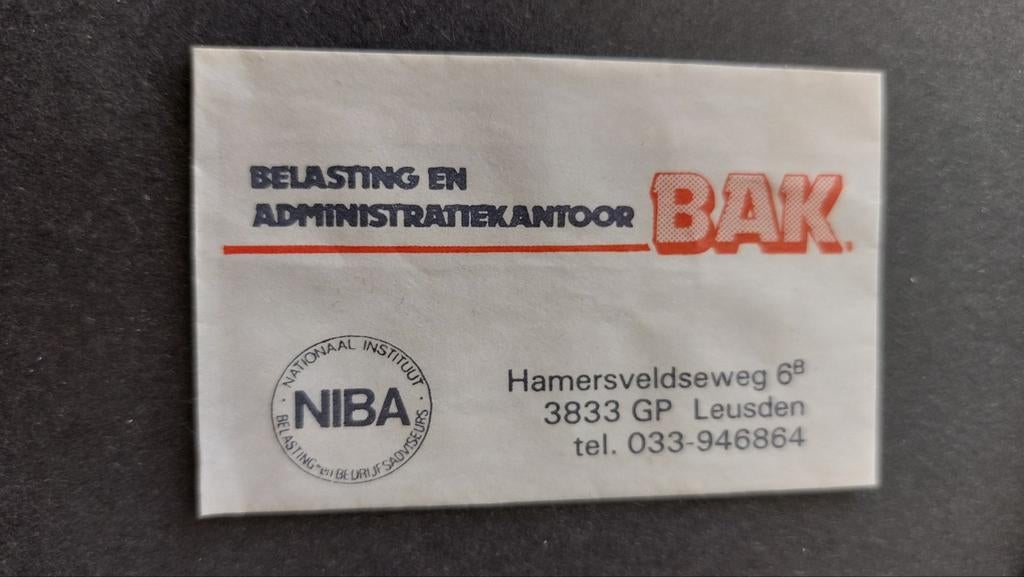 BELASTING EN
ADMINISTRATIEKANTOOR BAK.
NATIONAAL INSTITUUT
NIBA
BELASTING- en BEDRIJFSADVISEURS
Hamersveldseweg 6B
3833 GP Leusden
tel. 033-946864